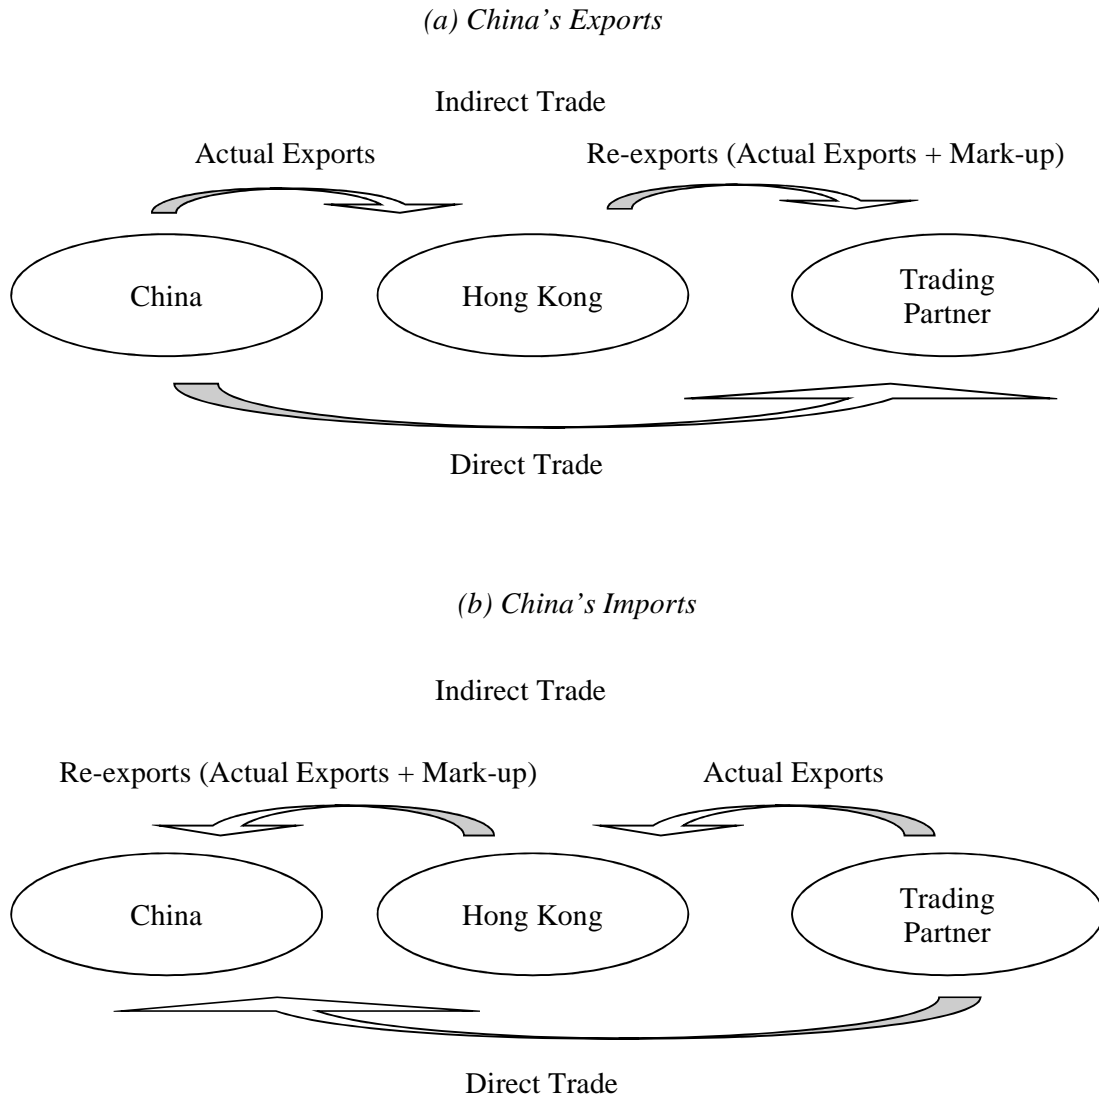 (a) China’s Exports
Indirect Trade
Actual Exports
Re-exports (Actual Exports + Mark-up)
China
Hong Kong
Trading
Partner
Direct Trade
(b) China’s Imports
Indirect Trade
Re-exports (Actual Exports + Mark-up)
Actual Exports
China
Hong Kong
Trading
Partner
Direct Trade